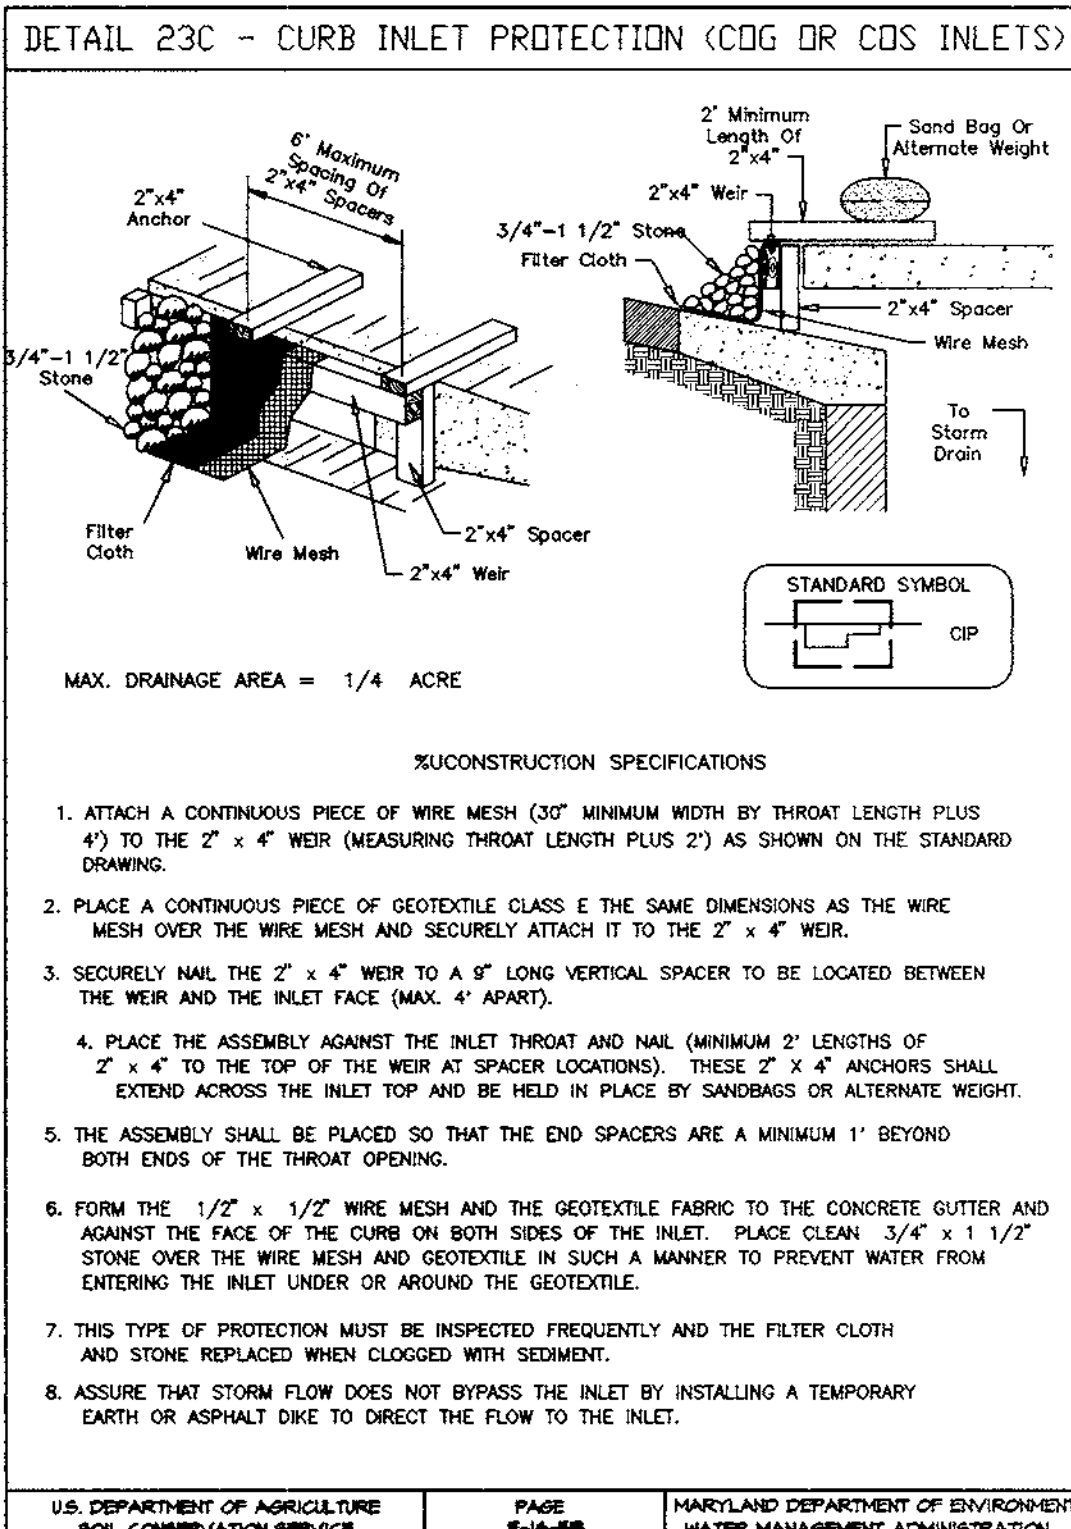 DETAIL 23C - CURB INLET PROTECTION (COG OR COS INLETS)
6' Maximum
Spacing Of
2"x4" Spacers
2"x4"
Anchor
3/4"-1 1/2"
Stone
Filter
Cloth
Wire Mesh
2"x4" Spacer
2"x4" Weir
2' Minimum
Length Of
2"x4"
Sand Bag Or
Alternate Weight
2"x4" Weir
3/4"-1 1/2" Stone
Filter Cloth
2"x4" Spacer
Wire Mesh
To
Storm
Drain
STANDARD SYMBOL
CIP
MAX. DRAINAGE AREA = 1/4 ACRE
%UCONSTRUCTION SPECIFICATIONS
1. ATTACH A CONTINUOUS PIECE OF WIRE MESH (30" MINIMUM WIDTH BY THROAT LENGTH PLUS
4') TO THE 2" x 4" WEIR (MEASURING THROAT LENGTH PLUS 2') AS SHOWN ON THE STANDARD
DRAWING.
2. PLACE A CONTINUOUS PIECE OF GEOTEXTILE CLASS E THE SAME DIMENSIONS AS THE WIRE
MESH OVER THE WIRE MESH AND SECURELY ATTACH IT TO THE 2" x 4" WEIR.
3. SECURELY NAIL THE 2" x 4" WEIR TO A 9" LONG VERTICAL SPACER TO BE LOCATED BETWEEN
THE WEIR AND THE INLET FACE (MAX. 4' APART).
4. PLACE THE ASSEMBLY AGAINST THE INLET THROAT AND NAIL (MINIMUM 2' LENGTHS OF
2" x 4" TO THE TOP OF THE WEIR AT SPACER LOCATIONS). THESE 2" X 4" ANCHORS SHALL
EXTEND ACROSS THE INLET TOP AND BE HELD IN PLACE BY SANDBAGS OR ALTERNATE WEIGHT.
5. THE ASSEMBLY SHALL BE PLACED SO THAT THE END SPACERS ARE A MINIMUM 1' BEYOND
BOTH ENDS OF THE THROAT OPENING.
6. FORM THE 1/2" x 1/2" WIRE MESH AND THE GEOTEXTILE FABRIC TO THE CONCRETE GUTTER AND
AGAINST THE FACE OF THE CURB ON BOTH SIDES OF THE INLET. PLACE CLEAN 3/4" x 1 1/2"
STONE OVER THE WIRE MESH AND GEOTEXTILE IN SUCH A MANNER TO PREVENT WATER FROM
ENTERING THE INLET UNDER OR AROUND THE GEOTEXTILE.
7. THIS TYPE OF PROTECTION MUST BE INSPECTED FREQUENTLY AND THE FILTER CLOTH
AND STONE REPLACED WHEN CLOGGED WITH SEDIMENT.
8. ASSURE THAT STORM FLOW DOES NOT BYPASS THE INLET BY INSTALLING A TEMPORARY
EARTH OR ASPHALT DIKE TO DIRECT THE FLOW TO THE INLET.
U.S. DEPARTMENT OF AGRICULTURE
SOIL CONSERVATION SERVICE
PAGE
MARYLAND DEPARTMENT OF ENVIRONMENT
WATER MANAGEMENT ADMINISTRATION